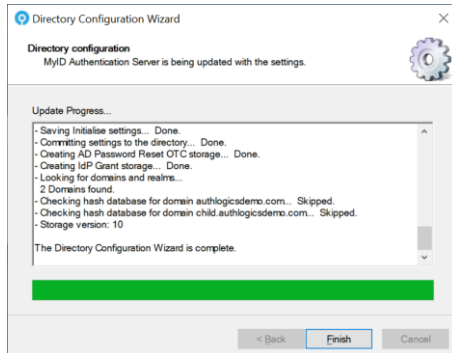 Directory Configuration Wizard
Directory configuration
MyID Authentication Server is being updated with the settings.
Update Progress...
- Saving Initialise settings... Done.
- Committing settings to the directory... Done.
- Creating AD Password Reset OTC storage... Done.
- Creating IdP Grant storage... Done.
- Looking for domains and realms...
2 Domains found.
- Checking hash database for domain authlogicsdemo.com... Skipped.
- Checking hash database for domain child.authlogicsdemo.com... Skipped.
- Storage version: 10
The Directory Configuration Wizard is complete.
< Back
Finish
Cancel